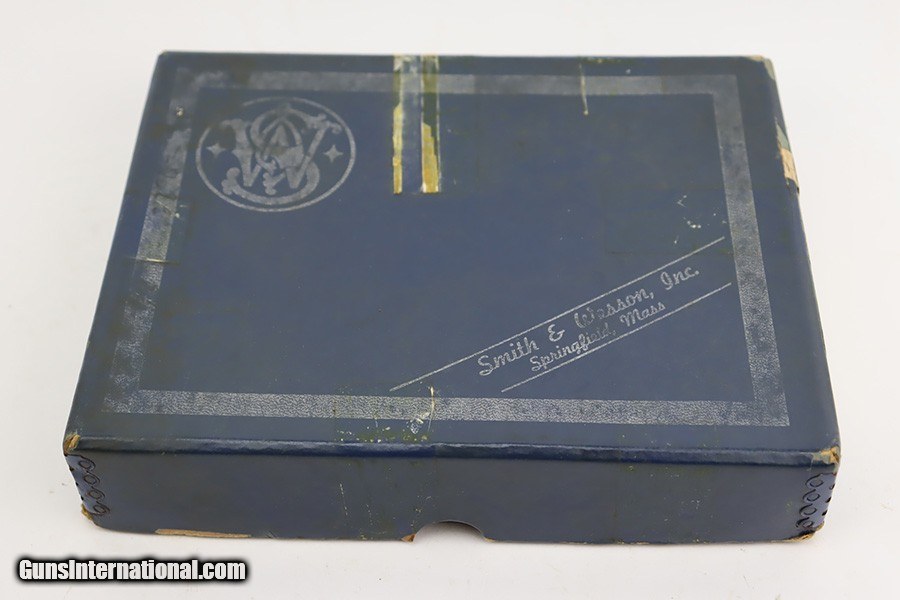 S&W
Smith & Wesson, Inc.
Springfield, Mass
GunsInternational.com